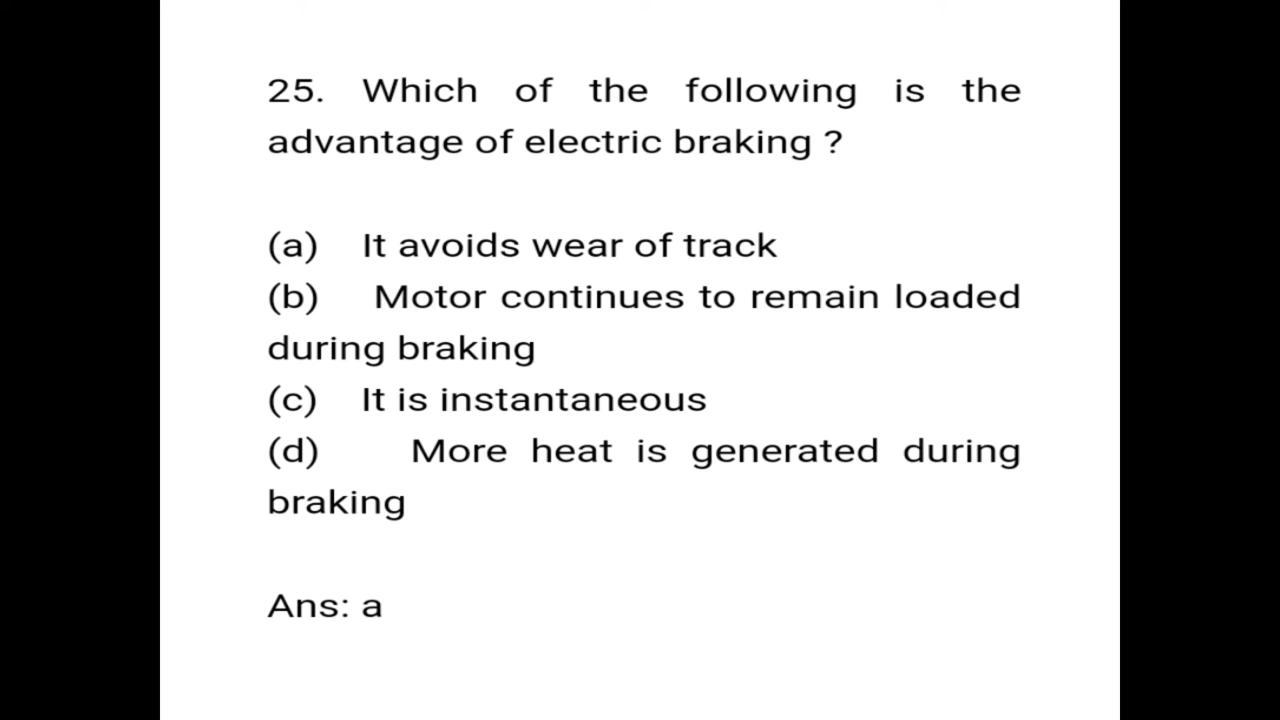 25. Which of the following is the
advantage of electric braking ?
(a) It avoids wear of track
(b) Motor continues to remain loaded
during braking
(c) It is instantaneous
(d) More heat is generated during
braking
Ans: a